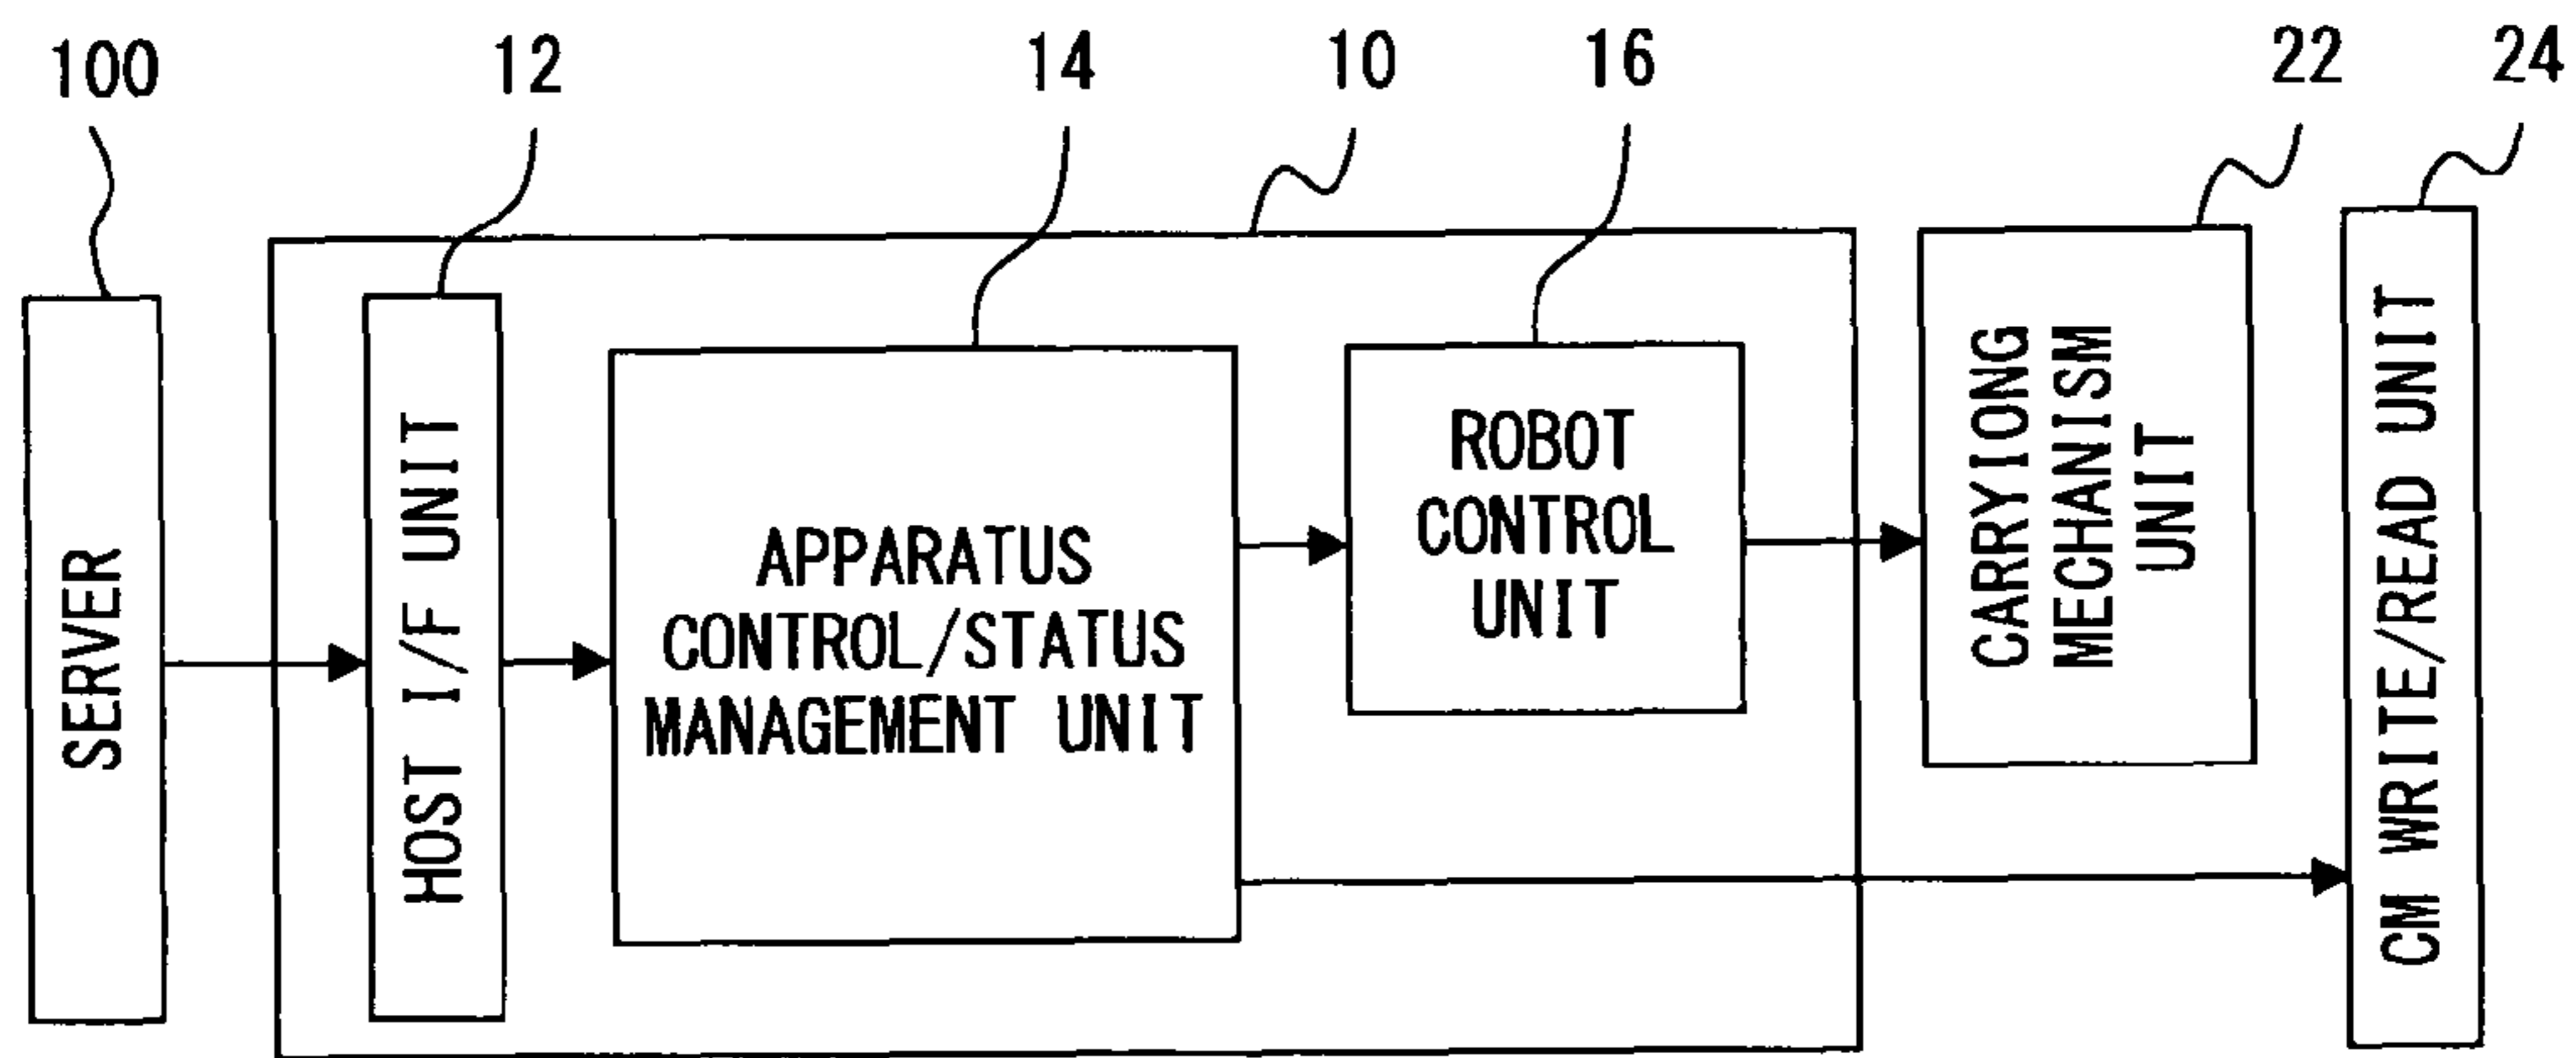 100
12
14
10
16
22
24
SERVER
HOST I/F UNIT
APPARATUS
CONTROL/STATUS
MANAGEMENT UNIT
ROBOT
CONTROL
UNIT
CARRYIONG
MECHANISM
UNIT
CM WRITE/READ UNIT